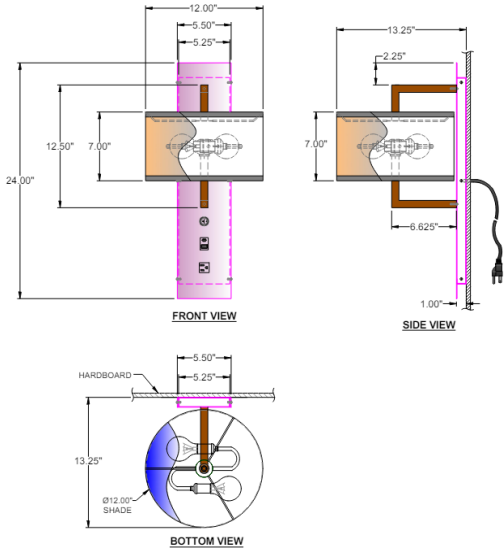 12.00"
5.50"
5.25"
24.00"
12.50"
7.00"
FRONT VIEW
13.25"
2.25"
7.00"
6.625"
1.00"
SIDE VIEW
5.50"
5.25"
HARDBOARD
13.25"
Ø12.00"
SHADE
BOTTOM VIEW